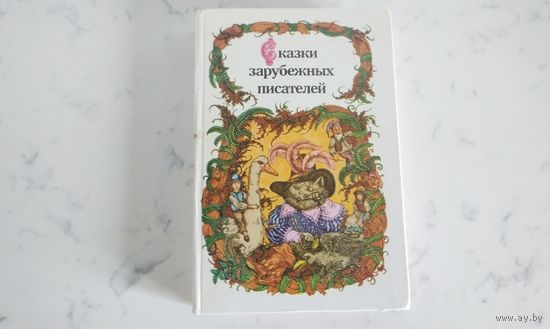 Сказки
зарубежных
писателей
www.ay.by